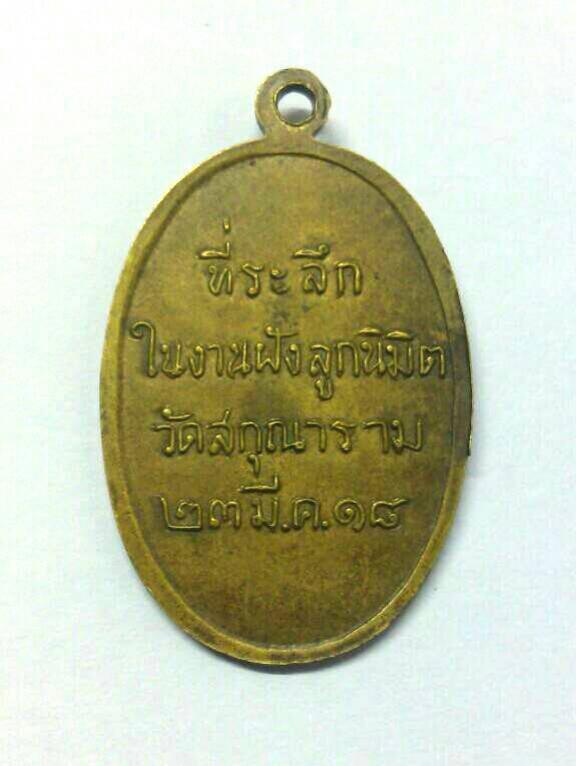 ที่ระลึก
ในงานฝังลูกนิมิต
วัดสกุณาราม
๒๓ มี.ค.๑๘